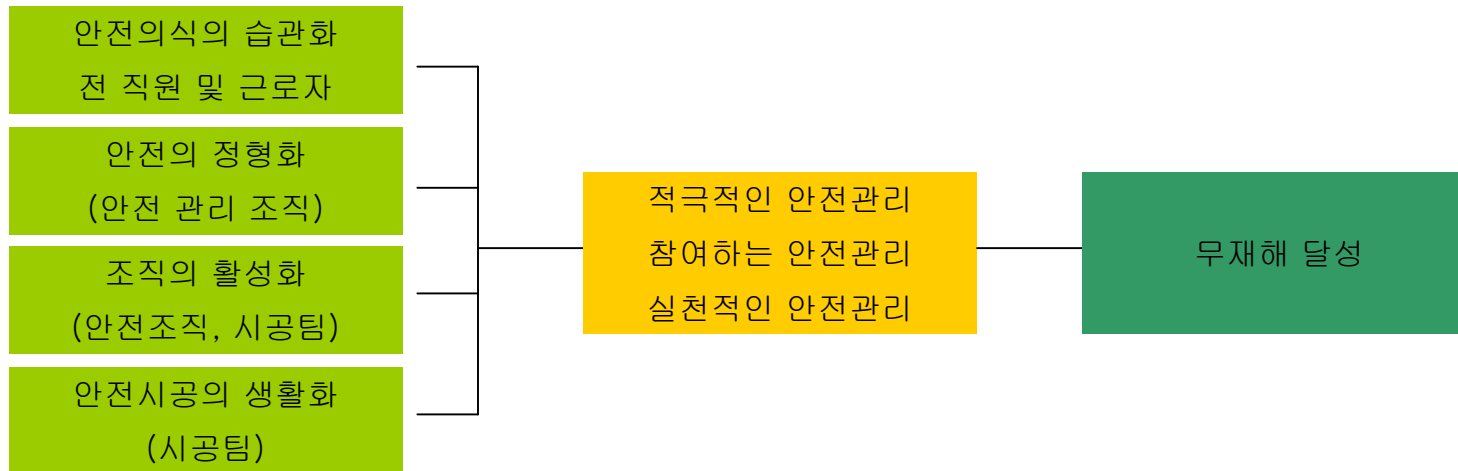 안전의식의 습관화
전 직원 및 근로자
안전의 정형화
(안전 관리 조직)
조직의 활성화
(안전조직, 시공팀)
안전시공의 생활화
(시공팀)
적극적인 안전관리
참여하는 안전관리
실천적인 안전관리
무재해 달성